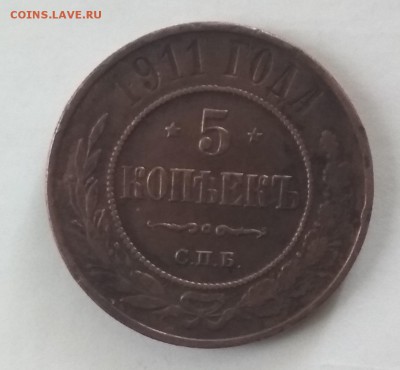 COINS.LAVE.RU
1911 ГОДА
* 5 *
КОПѢЕКЪ
С.П.Б.